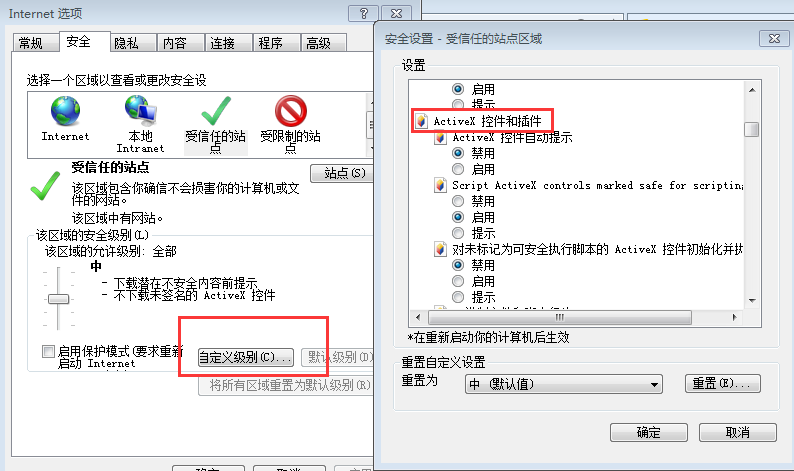 Internet 选项
常规
安全
隐私
内容
连接
程序
高级
选择一个区域以查看或更改安全设
Internet
本地
Intranet
受信任的站
点
受限制的站
点
受信任的站点
站点(S)
该区域包含你确信不会损害你的计算机或文
件的网站。
该区域中有网站。
该区域的安全级别(L)
该区域的允许级别: 全部
中
- 下载潜在不安全内容前提示
- 不下载未签名的 ActiveX 控件
启用保护模式(要求重新
启动 Internet
自定义级别(C)...
默认级别(D)
将所有区域重置为默认级别(R)
取消
安全设置 - 受信任的站点区域
设置
启用
提示
ActiveX 控件和插件
ActiveX 控件自动提示
禁用
启用
Script ActiveX controls marked safe for scripting
禁用
启用
提示
对未标记为可安全执行脚本的 ActiveX 控件初始化并执
禁用
启用
提示
*在重新启动你的计算机后生效
重置自定义设置
重置为
中 (默认值)
重置(E)...
确定
取消